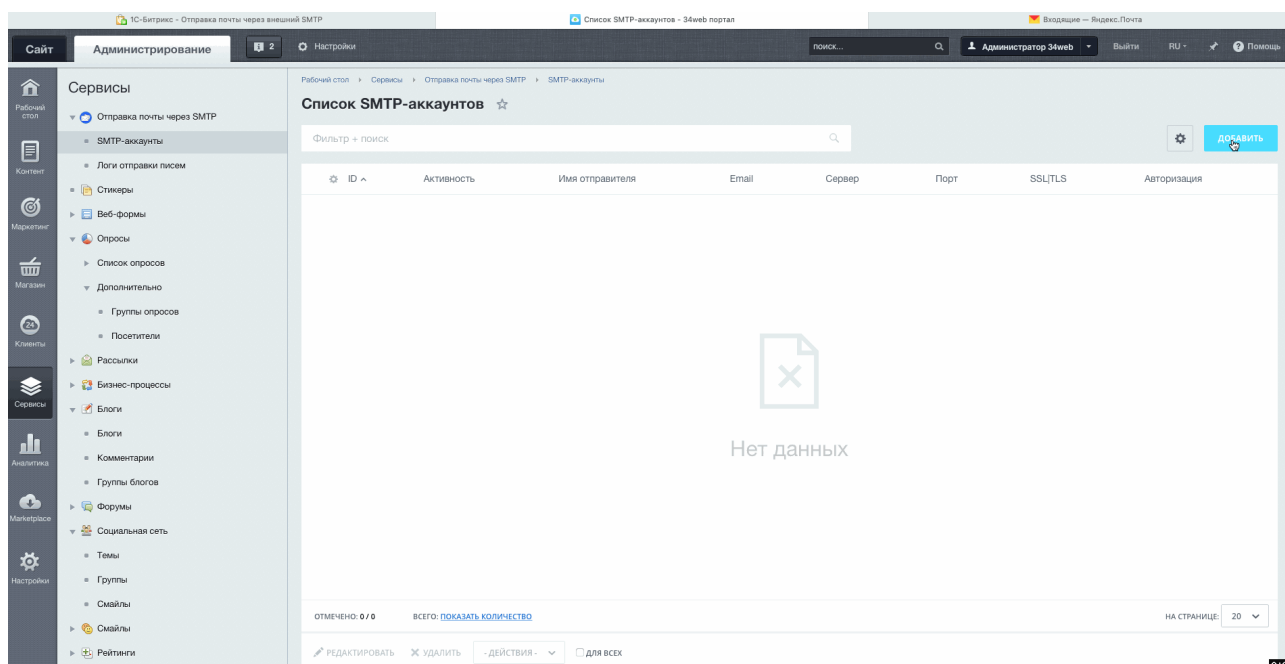 1С-Битрикс - Отправка почты через внешний SMTP
Список SMTP-аккаунтов - 34web портал
Входящие — Яндекс.Почта
Сайт
Администрирование
2
Настройки
поиск...
Администратор 34web
Выйти
RU
Помощь
Рабочий стол
Контент
Маркетинг
Магазин
24
Клиенты
Сервисы
Аналитика
Marketplace
Настройки
Сервисы
Отправка почты через SMTP
SMTP-аккаунты
Логи отправки писем
Стикеры
Веб-формы
Опросы
Список опросов
Дополнительно
Группы опросов
Посетители
Рассылки
Бизнес-процессы
Блоги
Блоги
Комментарии
Группы блогов
Форумы
Социальная сеть
Темы
Группы
Смайлы
Смайлы
Рейтинги
Рабочий стол Сервисы Отправка почты через SMTP SMTP-аккаунты
Список SMTP-аккаунтов
Фильтр + поиск
ДОБАВИТЬ
ID Активность Имя отправителя Email Сервер Порт SSL|TLS Авторизация
Нет данных
ОТМЕЧЕНО: 0 / 0 ВСЕГО: ПОКАЗАТЬ КОЛИЧЕСТВО НА СТРАНИЦЕ: 20
РЕДАКТИРОВАТЬ УДАЛИТЬ - ДЕЙСТВИЯ - ДЛЯ ВСЕХ